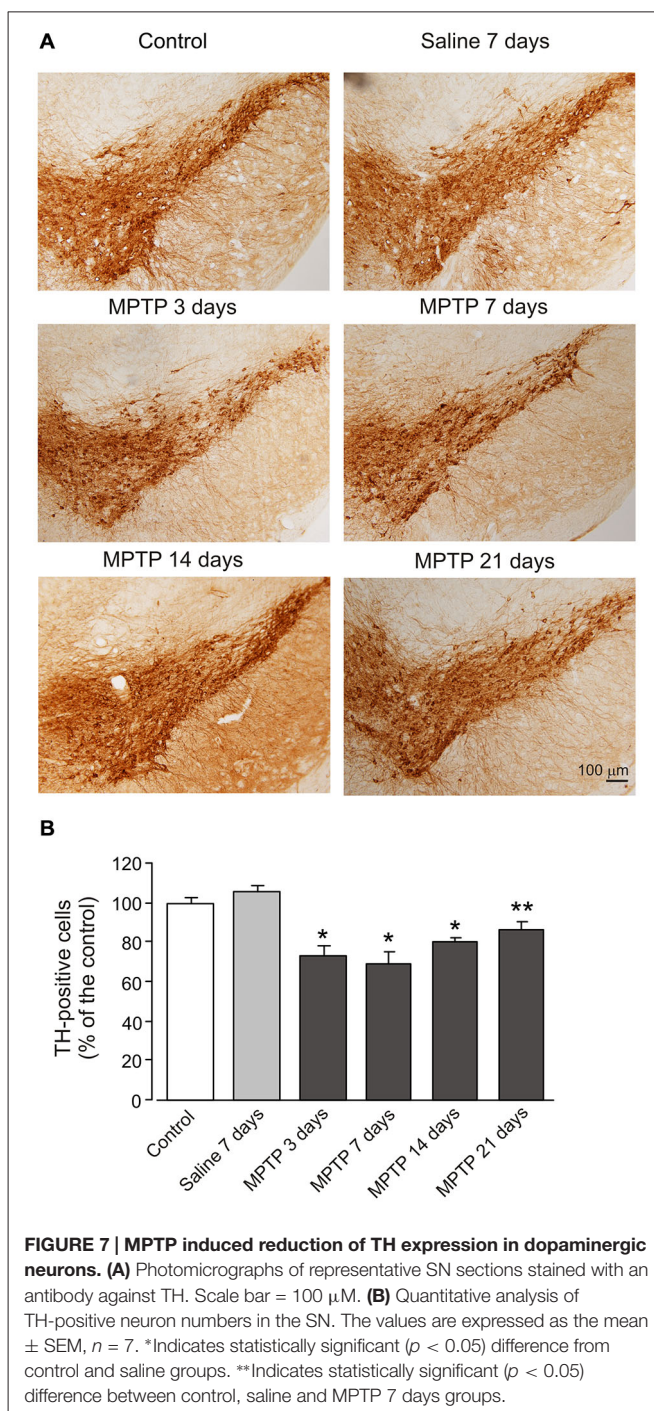 A Control Saline 7 days
MPTP 3 days MPTP 7 days
MPTP 14 days MPTP 21 days
100 μm
B
TH-positive cells
(% of the control)
120
100
80
60
40
20
0
* * * **
Control
Saline 7 days
MPTP 3 days
MPTP 7 days
MPTP 14 days
MPTP 21 days
FIGURE 7 | MPTP induced reduction of TH expression in dopaminergic
neurons. (A) Photomicrographs of representative SN sections stained with an
antibody against TH. Scale bar = 100 μM. (B) Quantitative analysis of
TH-positive neuron numbers in the SN. The values are expressed as the mean
± SEM, n = 7. *Indicates statistically significant (p < 0.05) difference from
control and saline groups. **Indicates statistically significant (p < 0.05)
difference between control, saline and MPTP 7 days groups.